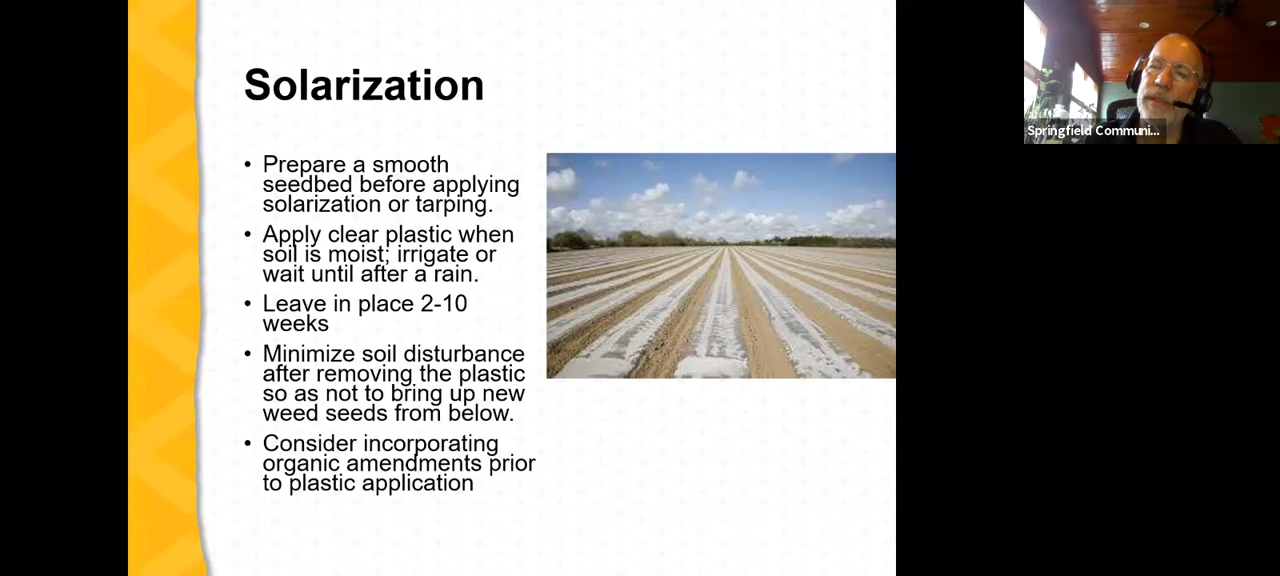 Solarization
• Prepare a smooth
seedbed before applying
solarization or tarping.
• Apply clear plastic when
soil is moist; irrigate or
wait until after a rain.
• Leave in place 2-10
weeks
• Minimize soil disturbance
after removing the plastic
so as not to bring up new
weed seeds from below.
• Consider incorporating
organic amendments prior
to plastic application
Springfield Communi...